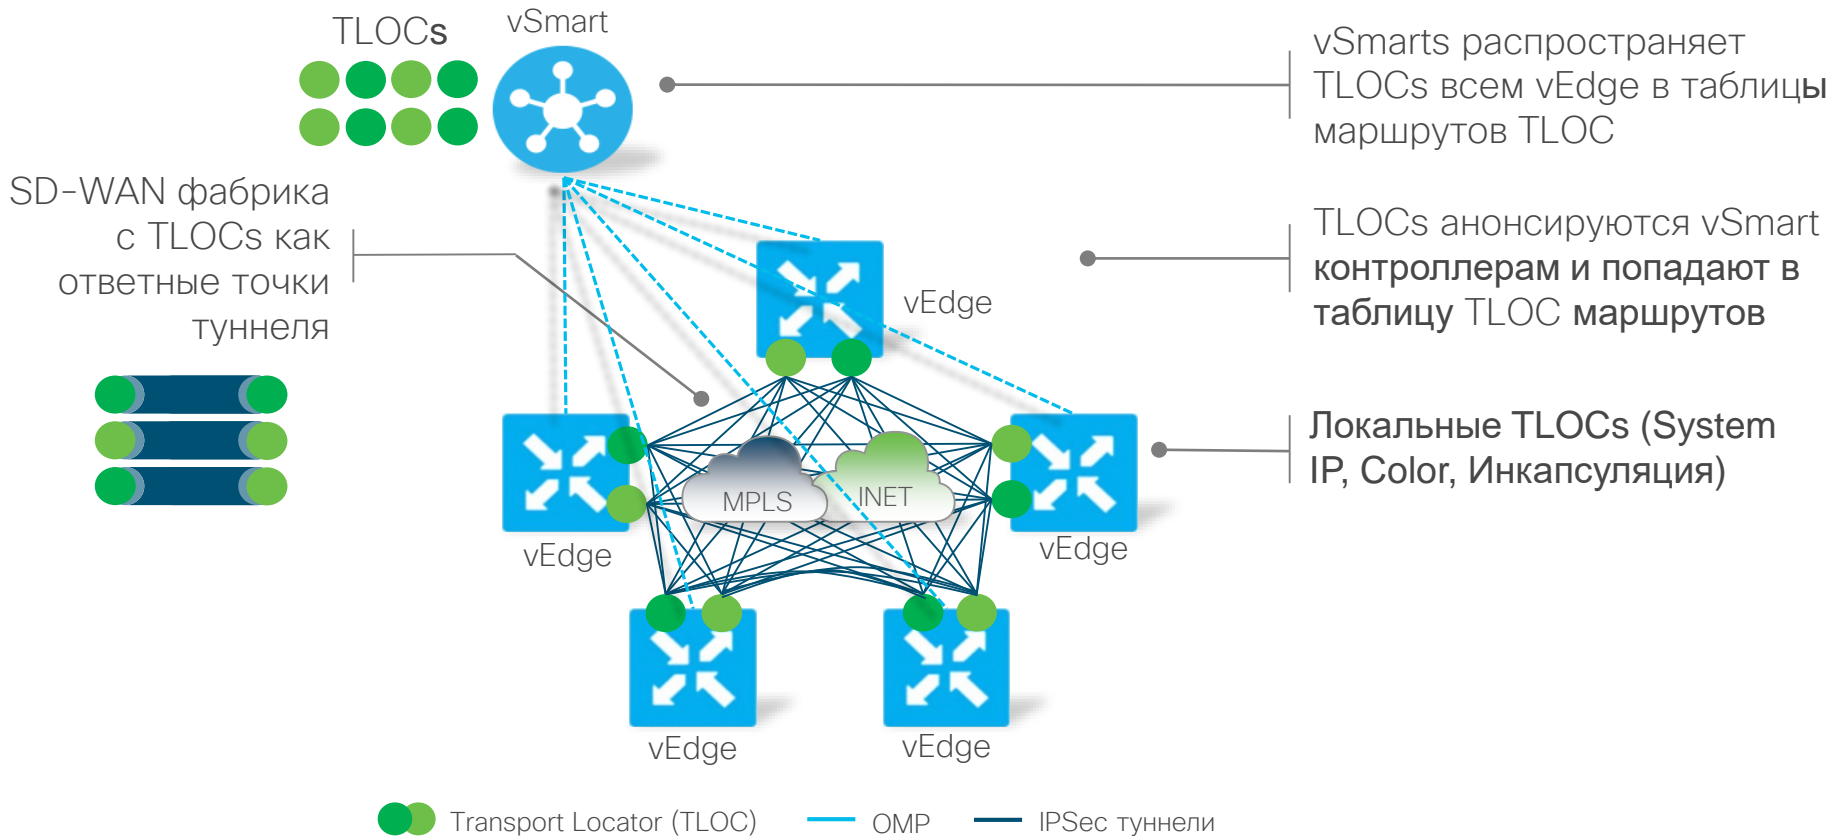 TLOCs
vSmart
vSmarts распространяет
TLOCs всем vEdge в таблицы
маршрутов TLOC
SD-WAN фабрика
с TLOCs как
ответные точки
туннеля
TLOCs анонсируются vSmart
контроллерам и попадают в
таблицу TLOC маршрутов
vEdge
Локальные TLOCs (System
IP, Color, Инкапсуляция)
MPLS
INET
vEdge
vEdge
vEdge
vEdge
Transport Locator (TLOC)
OMP
IPSec туннели